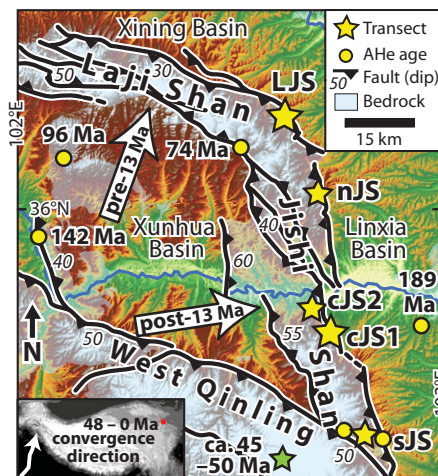 Xining Basin
Transect
AHe age
50 Fault (dip)
Bedrock
15 km
50
30
Laji Shan
LJS
102°E
96 Ma
pre-13 Ma
74 Ma
nJS
36°N
Jishi
Xunhua
Basin
Linxia
Basin
142 Ma
40
40
60
189
Ma
cJS2
post-13 Ma
cJS1
55
Shan
N
50
West Qinling
48 – 0 Ma
convergence
direction
ca. 45
–50 Ma
50
sJS